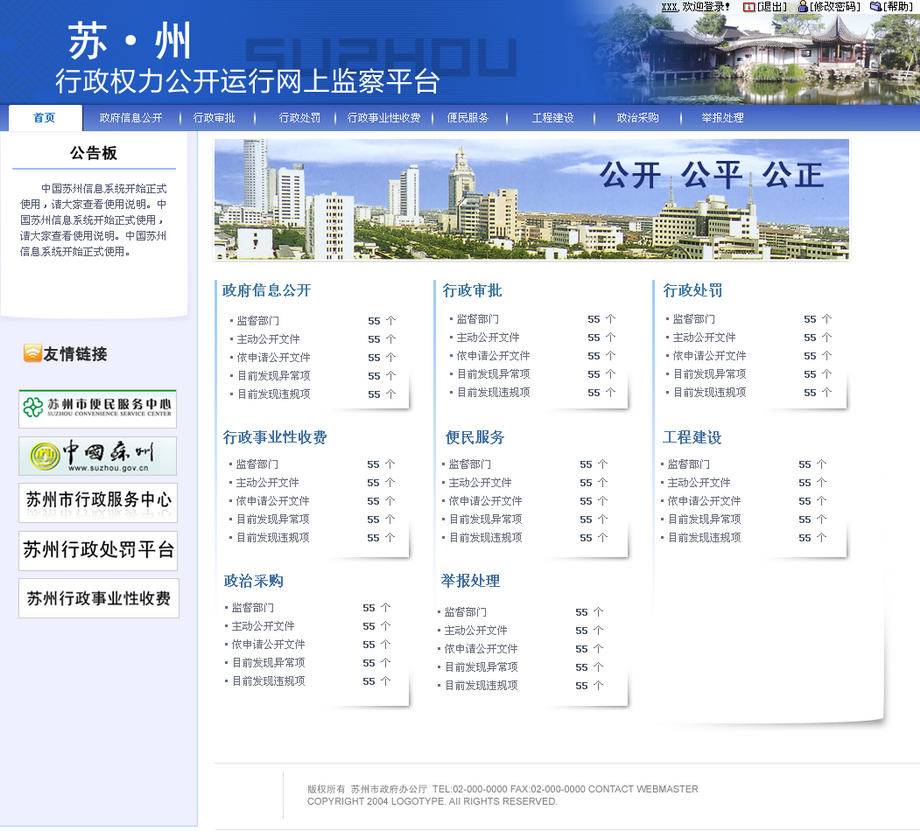 XXX, 欢迎登录! [退出] [修改密码] [帮助]
苏·州
SUZHOU
行政权力公开运行网上监察平台
首页 政府信息公开 行政审批 行政处罚 行政事业性收费 便民服务 工程建设 政治采购 举报处理
公告板
中国苏州信息系统开始正式
使用，请大家查看使用说明。中
国苏州信息系统开始正式使用，
请大家查看使用说明。中国苏州
信息系统开始正式使用。
友情链接
苏州市便民服务中心
SUZHOU CONVENIENCE SERVICE CENTER
中國蘇州
www.suzhou.gov.cn
苏州市行政服务中心
苏州行政处罚平台
苏州行政事业性收费
公开 公平 公正
政府信息公开
监督部门 55 个
主动公开文件 55 个
依申请公开文件 55 个
目前发现异常项 55 个
目前发现违规项 55 个
行政审批
监督部门 55 个
主动公开文件 55 个
依申请公开文件 55 个
目前发现异常项 55 个
目前发现违规项 55 个
行政处罚
监督部门 55 个
主动公开文件 55 个
依申请公开文件 55 个
目前发现异常项 55 个
目前发现违规项 55 个
行政事业性收费
监督部门 55 个
主动公开文件 55 个
依申请公开文件 55 个
目前发现异常项 55 个
目前发现违规项 55 个
便民服务
监督部门 55 个
主动公开文件 55 个
依申请公开文件 55 个
目前发现异常项 55 个
目前发现违规项 55 个
工程建设
监督部门 55 个
主动公开文件 55 个
依申请公开文件 55 个
目前发现异常项 55 个
目前发现违规项 55 个
政治采购
监督部门 55 个
主动公开文件 55 个
依申请公开文件 55 个
目前发现异常项 55 个
目前发现违规项 55 个
举报处理
监督部门 55 个
主动公开文件 55 个
依申请公开文件 55 个
目前发现异常项 55 个
目前发现违规项 55 个
版权所有 苏州市政府办公厅 TEL:02-000-0000 FAX:02-000-0000 CONTACT WEBMASTER
COPYRIGHT 2004 LOGOTYPE. All RIGHTS RESERVED.